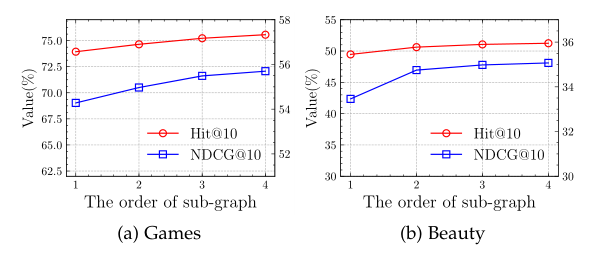 58
55
75.0
72.5
70.0
67.5
65.0
62.5
56
54
52
50
45
40
35
30
36
34
32
30
Value(%)
Value(%)
Hit@10
NDCG@10
Hit@10
NDCG@10
1 2 3 4
1 2 3 4
The order of sub-graph
The order of sub-graph
(a) Games
(b) Beauty